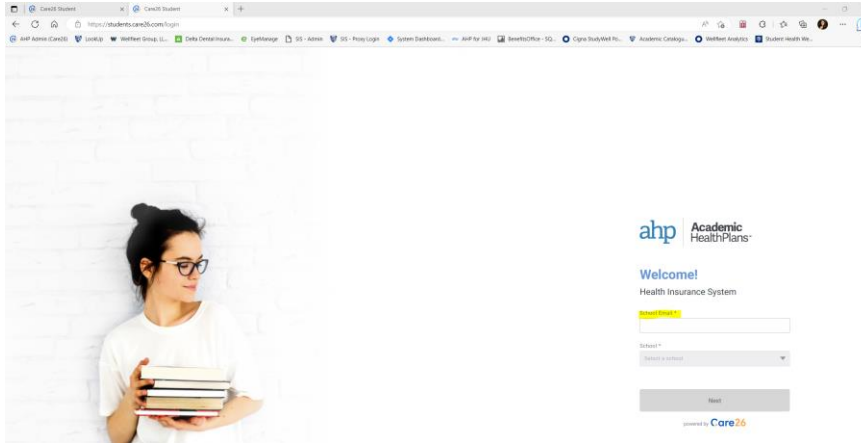 Care26 Student
Care26 Student
https://students.care26.com/login
AHP Admin (Care26) LookUp Wellfleet Group, LL... Delta Dental Insura... EyeManage SIS - Admin SIS - Proxy Login System Dashboard... AHP for JHU BenefitsOffice - SQ... Cigna StudyWell Po... Academic Catalogu... Wellfleet Analytics Student Health We...
ahp Academic
HealthPlans
Welcome!
Health Insurance System
School Email *
School *
Select a school
Next
powered by Care26